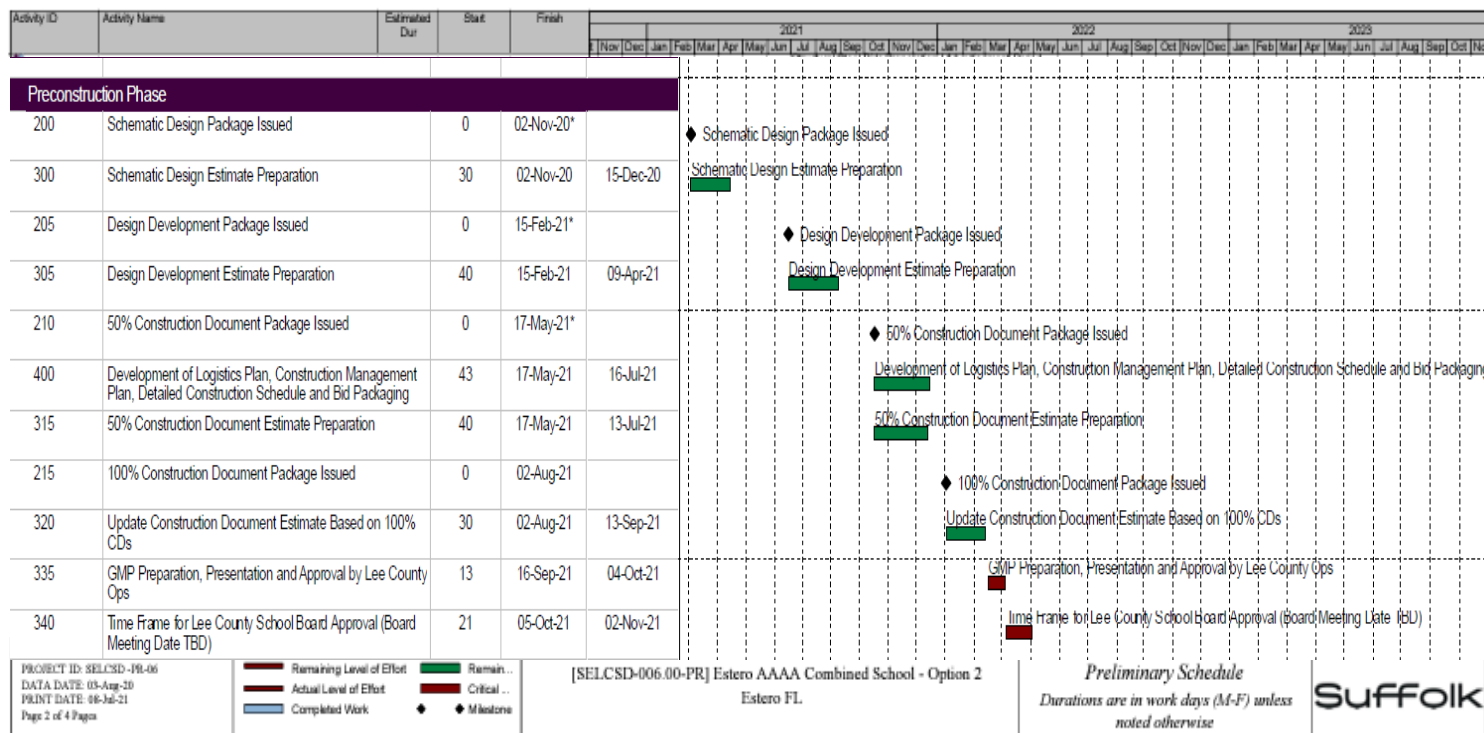 Activity ID Activity Name Estimated Dur Start Finish
2021 2022 2023
Nov Dec Jan Feb Mar Apr May Jun Jul Aug Sep Oct Nov Dec Jan Feb Mar Apr May Jun Jul Aug Sep Oct Nov Dec Jan Feb Mar Apr May Jun Jul Aug Sep Oct
Preconstruction Phase
200 Schematic Design Package Issued 0 02-Nov-20* Schematic Design Package Issued
300 Schematic Design Estimate Preparation 30 02-Nov-20 15-Dec-20 Schematic Design Estimate Preparation
205 Design Development Package Issued 0 15-Feb-21* Design Development Package Issued
305 Design Development Estimate Preparation 40 15-Feb-21 09-Apr-21 Design Development Estimate Preparation
210 50% Construction Document Package Issued 0 17-May-21* 50% Construction Document Package Issued
400 Development of Logistics Plan, Construction Management Plan, Detailed Construction Schedule and Bid Packaging 43 17-May-21 16-Jul-21 Development of Logistics Plan, Construction Management Plan, Detailed Construction Schedule and Bid Packaging
315 50% Construction Document Estimate Preparation 40 17-May-21 13-Jul-21 50% Construction Document Estimate Preparation
215 100% Construction Document Package Issued 0 02-Aug-21 100% Construction Document Package Issued
320 Update Construction Document Estimate Based on 100% CDs 30 02-Aug-21 13-Sep-21 Update Construction Document Estimate Based on 100% CDs
335 GMP Preparation, Presentation and Approval by Lee County Ops 13 16-Sep-21 04-Oct-21 GMP Preparation, Presentation and Approval by Lee County Ops
340 Time Frame for Lee County School Board Approval (Board Meeting Date TBD) 21 05-Oct-21 02-Nov-21 Time Frame for Lee County School Board Approval (Board Meeting Date TBD)
PROJECT ID: SELCSD-PR-06
DATA DATE: 03-Aug-20
PRINT DATE: 08-Jul-21
Page 2 of 4 Pages
Remaining Level of Effort Remain...
Actual Level of Effort Critical ...
Completed Work Milestone
[SELCSD-006.00-PR] Estero AAAA Combined School - Option 2
Estero FL
Preliminary Schedule
Durations are in work days (M-F) unless
noted otherwise
Suffolk